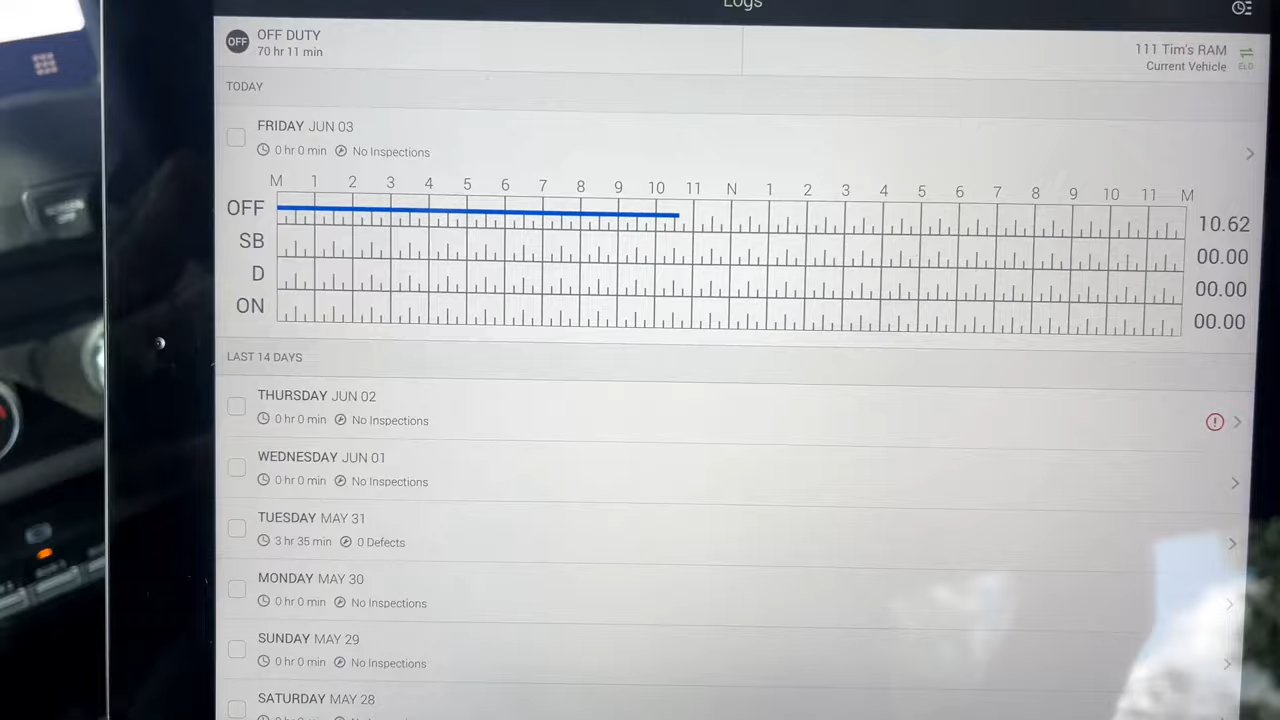 Logs
OFF OFF DUTY
70 hr 11 min
111 Tim's RAM
Current Vehicle
ELD
TODAY
FRIDAY JUN 03
0 hr 0 min No Inspections
M 1 2 3 4 5 6 7 8 9 10 11 N 1 2 3 4 5 6 7 8 9 10 11 M
OFF 10.62
SB 00.00
D 00.00
ON 00.00
LAST 14 DAYS
THURSDAY JUN 02
0 hr 0 min No Inspections
WEDNESDAY JUN 01
0 hr 0 min No Inspections
TUESDAY MAY 31
3 hr 35 min 0 Defects
MONDAY MAY 30
0 hr 0 min No Inspections
SUNDAY MAY 29
0 hr 0 min No Inspections
SATURDAY MAY 28